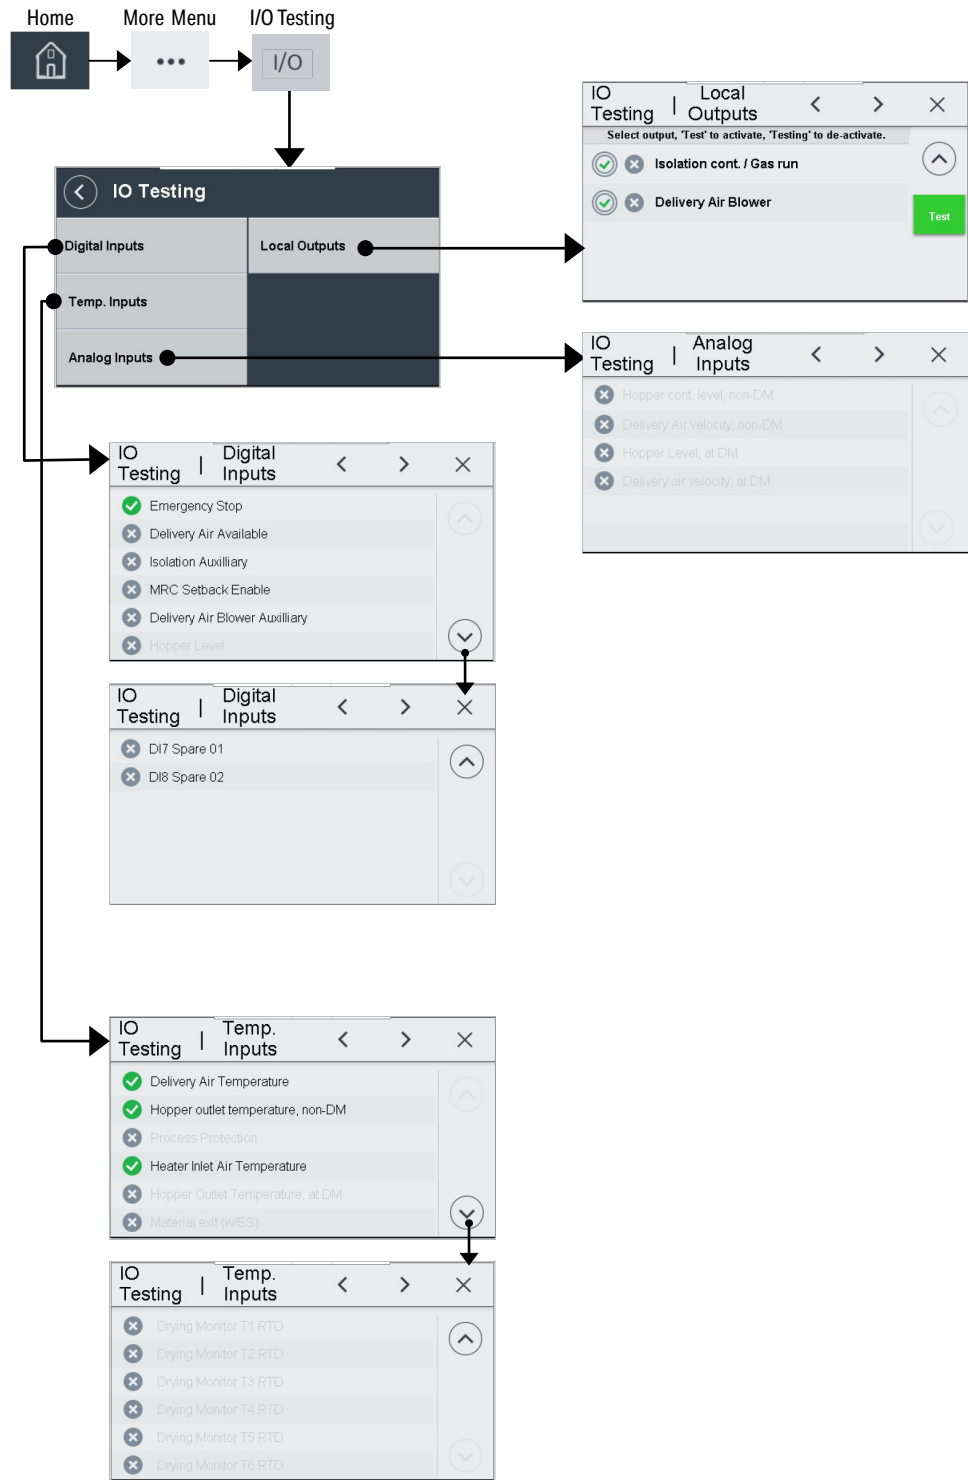 Home
More Menu
I/O Testing
I/O
IO Testing
Digital Inputs
Local Outputs
Temp. Inputs
Analog Inputs
IO
Testing | Local
Outputs
Select output, 'Test' to activate, 'Testing' to de-activate.
Isolation cont. / Gas run
Delivery Air Blower
Test
IO
Testing | Analog
Inputs
Hopper cont. level, non-DM
Delivery Air velocity, non-DM
Hopper Level, at DM
Delivery air velocity, at DM
IO
Testing | Digital
Inputs
Emergency Stop
Delivery Air Available
Isolation Auxilliary
MRC Setback Enable
Delivery Air Blower Auxilliary
Hopper Level
IO
Testing | Digital
Inputs
DI7 Spare 01
DI8 Spare 02
IO
Testing | Temp.
Inputs
Delivery Air Temperature
Hopper outlet temperature, non-DM
Process Protection
Heater Inlet Air Temperature
Hopper Outlet Temperature, at DM
Material exit (w/ES)
IO
Testing | Temp.
Inputs
Drying Monitor T1 RTD
Drying Monitor T2 RTD
Drying Monitor T3 RTD
Drying Monitor T4 RTD
Drying Monitor T5 RTD
Drying Monitor T6 RTD